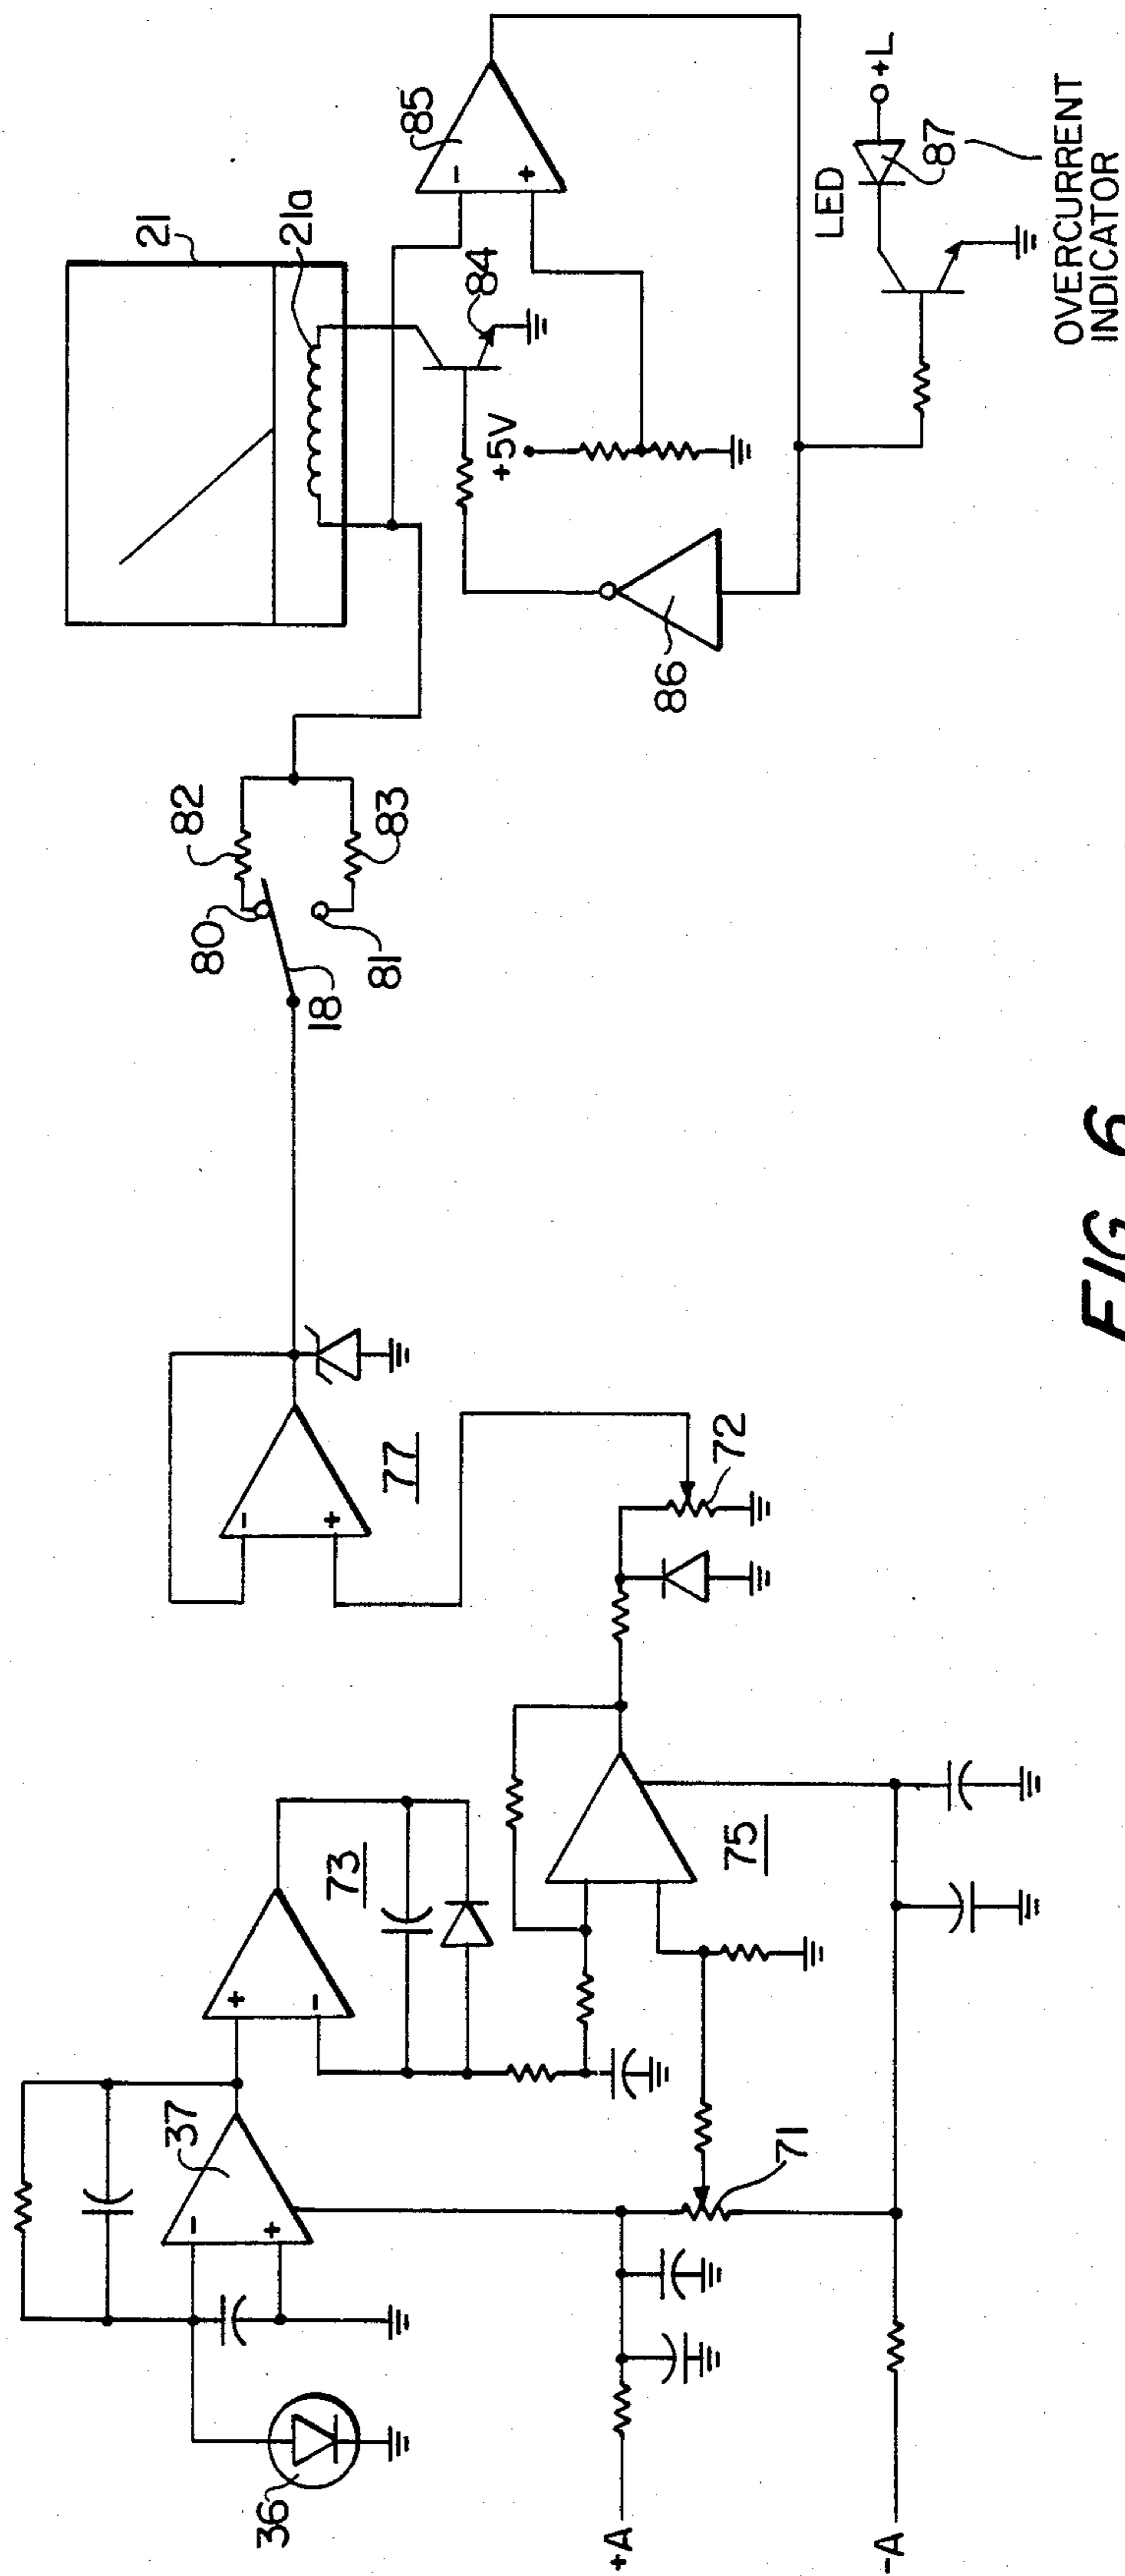 21
21a
85
-
+
84
+5V
86
LED
+L
87
OVERCURRENT
INDICATOR
82
83
80
81
18
77
-
+
72
73
+
-
75
37
-
+
71
36
+A
-A
FIG. 6